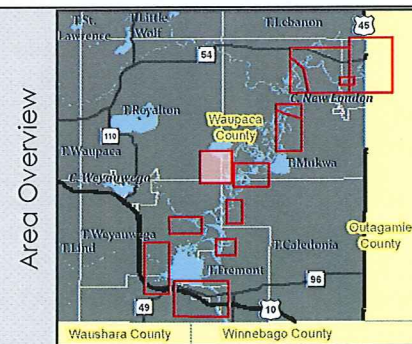 Area Overview
T.St. Lawrence
T.Little Wolf
T.Lebanon
45
54
C.New London
T.Royalton
Waupaca County
110
T.Waupaca
T.Mukwa
C.Weyauwega
Outagamie County
T.Weyauwega
T.Lind
T.Caledonia
T.Fremont
96
49
10
Waushara County
Winnebago County